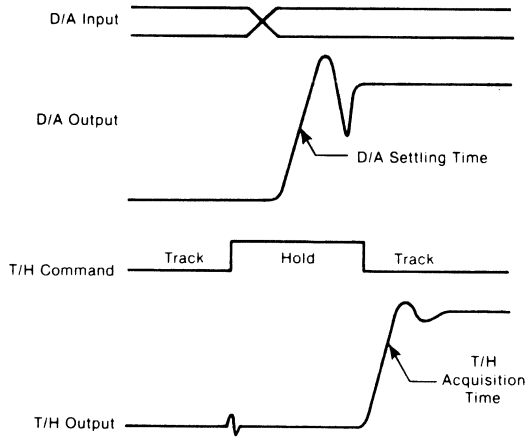 D/A Input
D/A Output
D/A Settling Time
Track
Hold
Track
T/H Command
T/H
Acquisition
Time
T/H Output